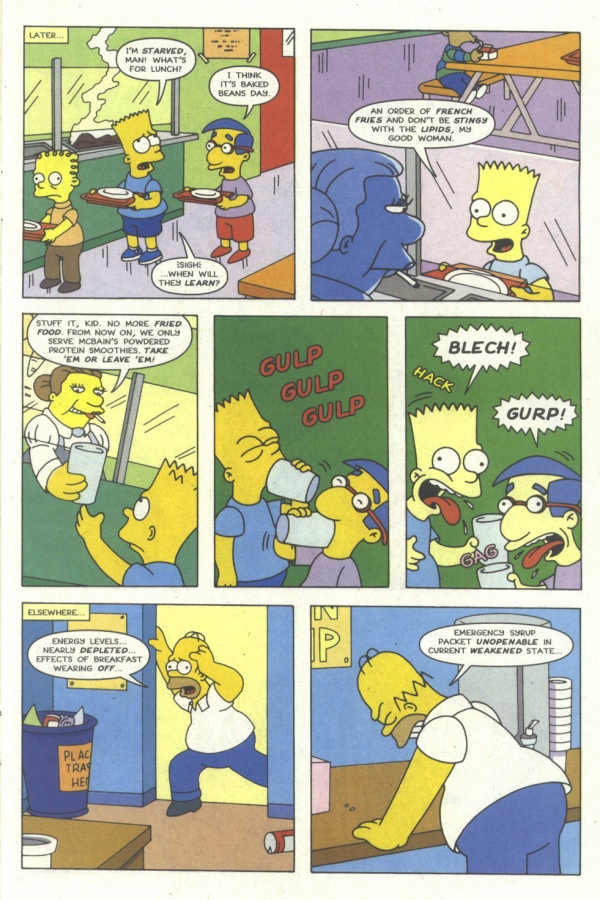 LATER...
I'M STARVED,
MAN! WHAT'S
FOR LUNCH?
I THINK
IT'S BAKED
BEANS DAY.
:SIGH:
...WHEN WILL
THEY LEARN?
AN ORDER OF FRENCH
FRIES AND DON'T BE STINGY
WITH THE LIPIDS, MY
GOOD WOMAN.
STUFF IT, KID. NO MORE FRIED
FOOD. FROM NOW ON, WE ONLY
SERVE MCBAIN'S POWDERED
PROTEIN SMOOTHIES. TAKE
'EM OR LEAVE 'EM!
GULP
GULP
GULP
BLECH!
HACK
GURP!
GAG
ELSEWHERE...
ENERGY LEVELS...
NEARLY DEPLETED...
EFFECTS OF BREAKFAST
WEARING OFF...
PLAC
TRAS
HE
N
UP.
EMERGENCY SYRUP
PACKET UNOPENABLE IN
CURRENT WEAKENED STATE...